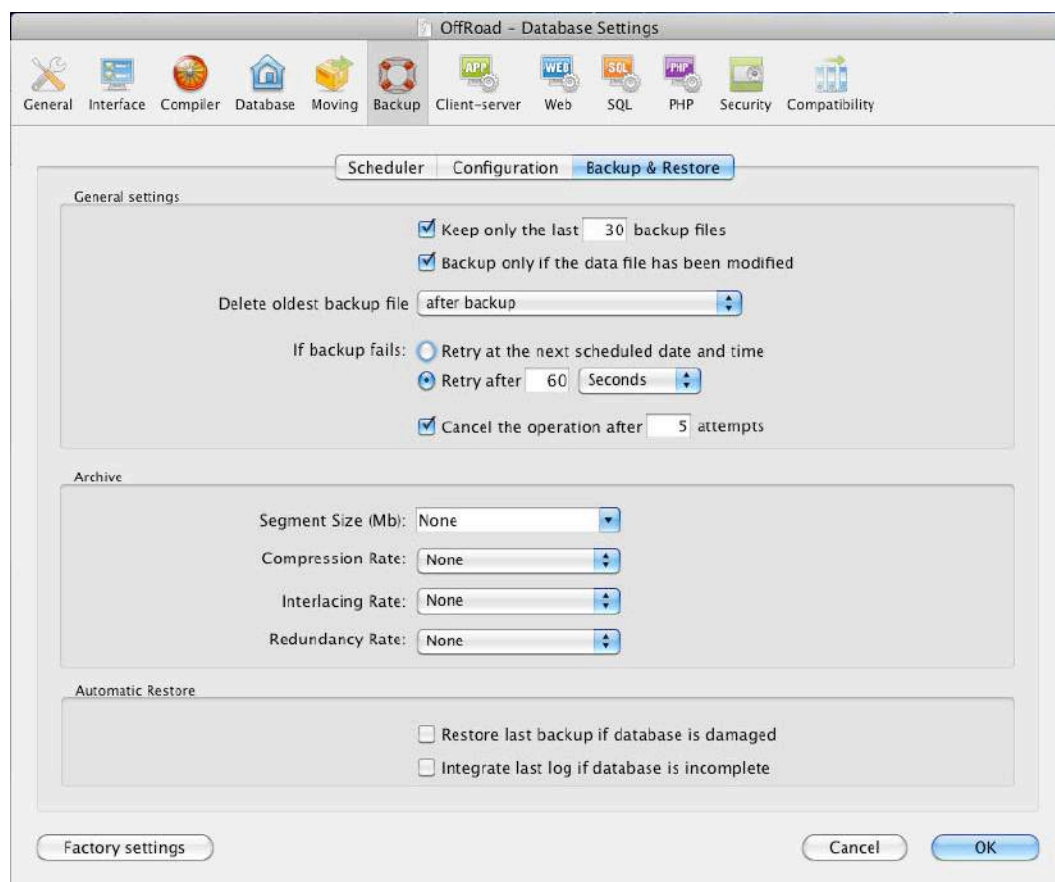 OffRoad – Database Settings
APP WEB SQL PHP
General Interface Compiler Database Moving Backup Client-server Web SQL PHP Security Compatibility
Scheduler Configuration Backup & Restore
General settings
Keep only the last 30 backup files
Backup only if the data file has been modified
Delete oldest backup file after backup
If backup fails: Retry at the next scheduled date and time
Retry after 60 Seconds
Cancel the operation after 5 attempts
Archive
Segment Size (Mb): None
Compression Rate: None
Interlacing Rate: None
Redundancy Rate: None
Automatic Restore
Restore last backup if database is damaged
Integrate last log if database is incomplete
Factory settings Cancel OK